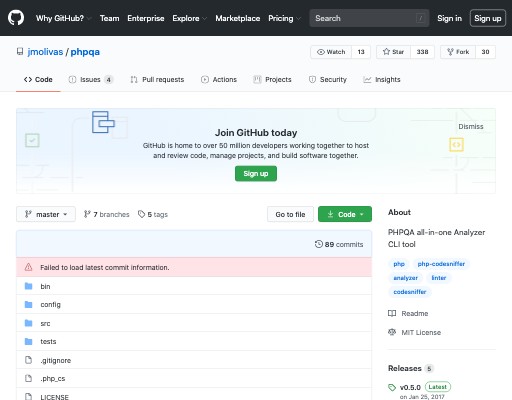 Why GitHub? Team Enterprise Explore Marketplace Pricing Search / Sign in Sign up
jmolivas / phpqa Watch 13 Star 338 Fork 30
Code Issues 4 Pull requests Actions Projects Security Insights
Join GitHub today
Dismiss
GitHub is home to over 50 million developers working together to host
and review code, manage projects, and build software together.
Sign up
master 7 branches 5 tags Go to file Code
89 commits
Failed to load latest commit information.
bin
config
src
tests
.gitignore
.php_cs
LICENSE
About
PHPQA all-in-one Analyzer
CLI tool
php php-codesniffer
analyzer linter
codesniffer
Readme
MIT License
Releases 5
v0.5.0 Latest
on Jan 25, 2017